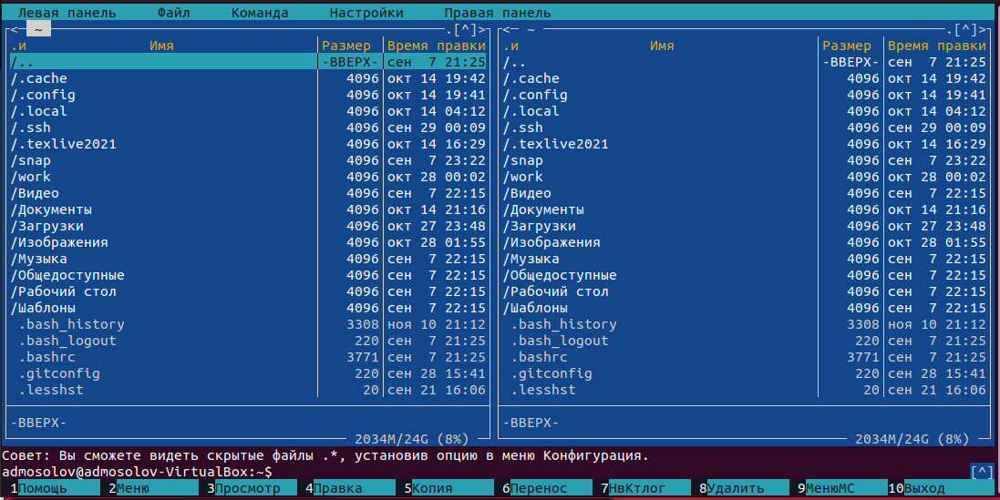 Левая панель Файл Команда Настройки Правая панель
<- ~ .[^]> <- ~ .[^]>
.и Имя Размер Время правки .и Имя Размер Время правки
/.. -ВВЕРХ- сен 7 21:25 /.. -ВВЕРХ- сен 7 21:25
/.cache 4096 окт 14 19:42 /.cache 4096 окт 14 19:42
/.config 4096 окт 14 19:41 /.config 4096 окт 14 19:41
/.local 4096 окт 14 04:12 /.local 4096 окт 14 04:12
/.ssh 4096 сен 29 00:09 /.ssh 4096 сен 29 00:09
/.texlive2021 4096 окт 14 16:29 /.texlive2021 4096 окт 14 16:29
/snap 4096 сен 7 23:22 /snap 4096 сен 7 23:22
/work 4096 окт 28 00:02 /work 4096 окт 28 00:02
/Видео 4096 сен 7 22:15 /Видео 4096 сен 7 22:15
/Документы 4096 окт 14 21:16 /Документы 4096 окт 14 21:16
/Загрузки 4096 окт 27 23:48 /Загрузки 4096 окт 27 23:48
/Изображения 4096 окт 28 01:55 /Изображения 4096 окт 28 01:55
/Музыка 4096 сен 7 22:15 /Музыка 4096 сен 7 22:15
/Общедоступные 4096 сен 7 22:15 /Общедоступные 4096 сен 7 22:15
/Рабочий стол 4096 сен 7 22:15 /Рабочий стол 4096 сен 7 22:15
/Шаблоны 4096 сен 7 22:15 /Шаблоны 4096 сен 7 22:15
.bash_history 3308 ноя 10 21:12 .bash_history 3308 ноя 10 21:12
.bash_logout 220 сен 7 21:25 .bash_logout 220 сен 7 21:25
.bashrc 3771 сен 7 21:25 .bashrc 3771 сен 7 21:25
.gitconfig 220 сен 28 15:41 .gitconfig 220 сен 28 15:41
.lesshst 20 сен 21 16:06 .lesshst 20 сен 21 16:06
-ВВЕРХ- -ВВЕРХ-
2034M/24G (8%) 2034M/24G (8%)
Совет: Вы сможете видеть скрытые файлы .*, установив опцию в меню Конфигурация.
admosolov@admosolov-VirtualBox:~$ [^]
1Помощь 2Меню 3Просмотр 4Правка 5Копия 6Перенос 7НвКтлог 8Удалить 9МенюМС 10Выход